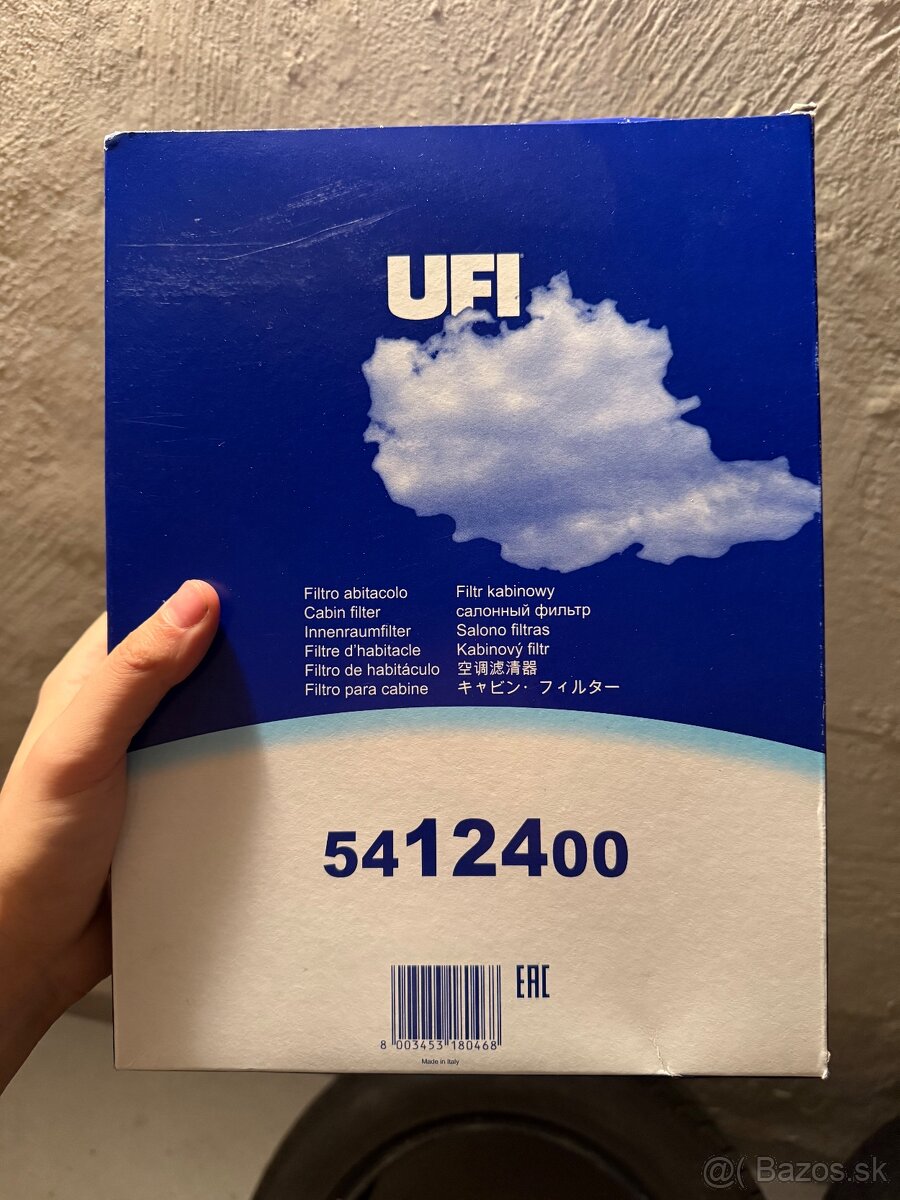 UFI
Filtro abitacolo
Cabin filter
Innenraumfilter
Filtre d'habitacle
Filtro de habitáculo
Filtro para cabine
Filtr kabinowy
салонный фильтр
Salono filtras
Kabinový filtr
空调滤清器
キャビン・フィルター
5412400
EAC
8 003453 180468
Made in Italy
@( Bazos.sk